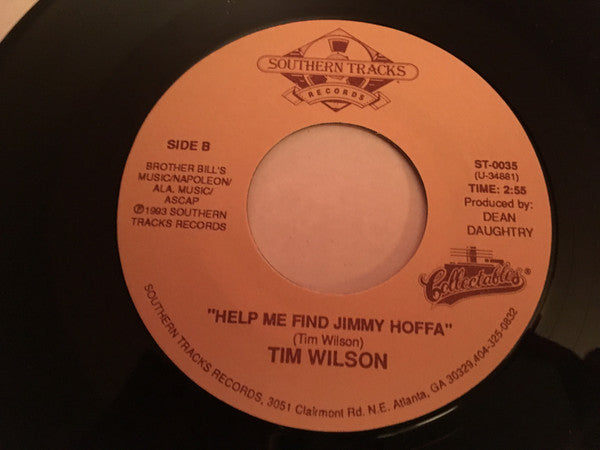 SOUTHERN TRACKS
RECORDS
SIDE B
BROTHER BILL'S
MUSIC/NAPOLEON/
ALA. MUSIC/
ASCAP
℗1993 SOUTHERN
TRACKS RECORDS
ST-0035
(U-34881)
TIME: 2:55
Produced by:
DEAN
DAUGHTRY
Collectables®
"HELP ME FIND JIMMY HOFFA"
(Tim Wilson)
TIM WILSON
SOUTHERN TRACKS RECORDS, 3051 Clairmont Rd. N.E. Atlanta, GA 30329,404-325-0832